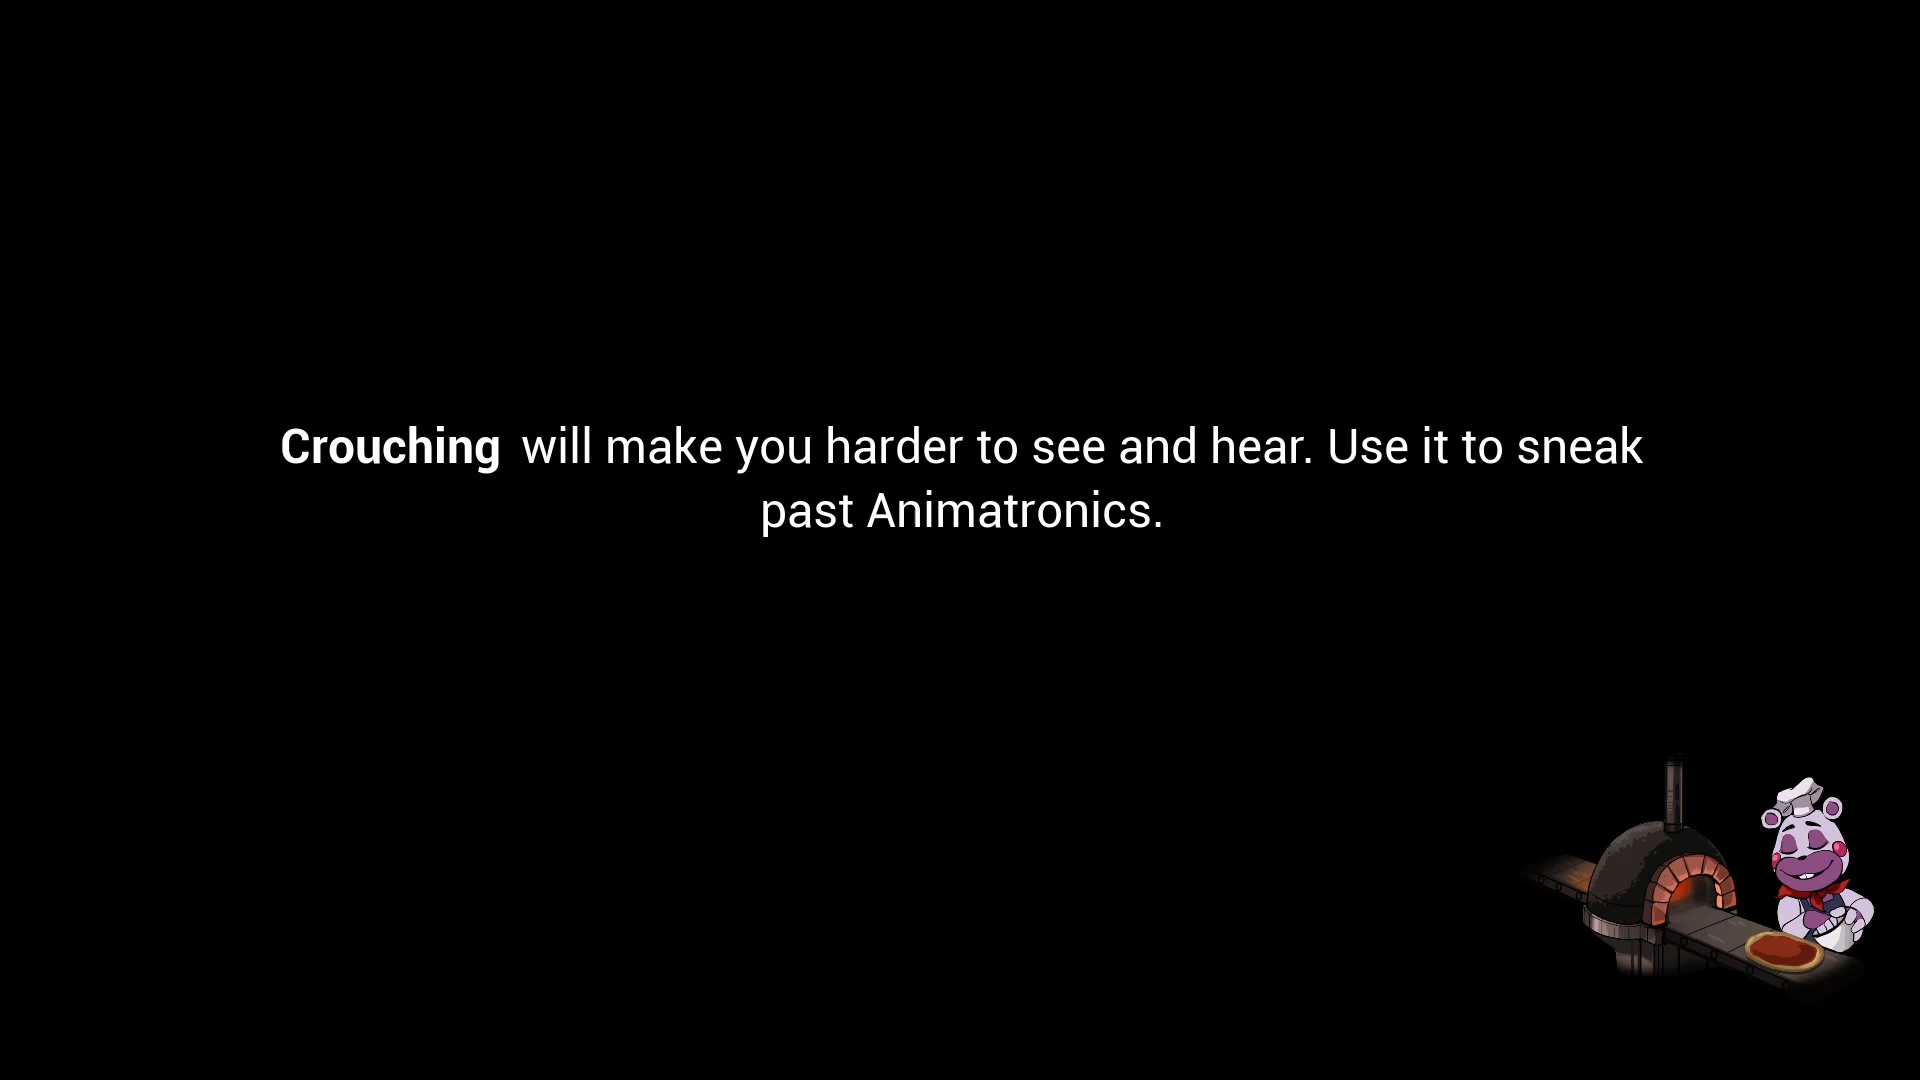 Crouching will make you harder to see and hear. Use it to sneak
past Animatronics.